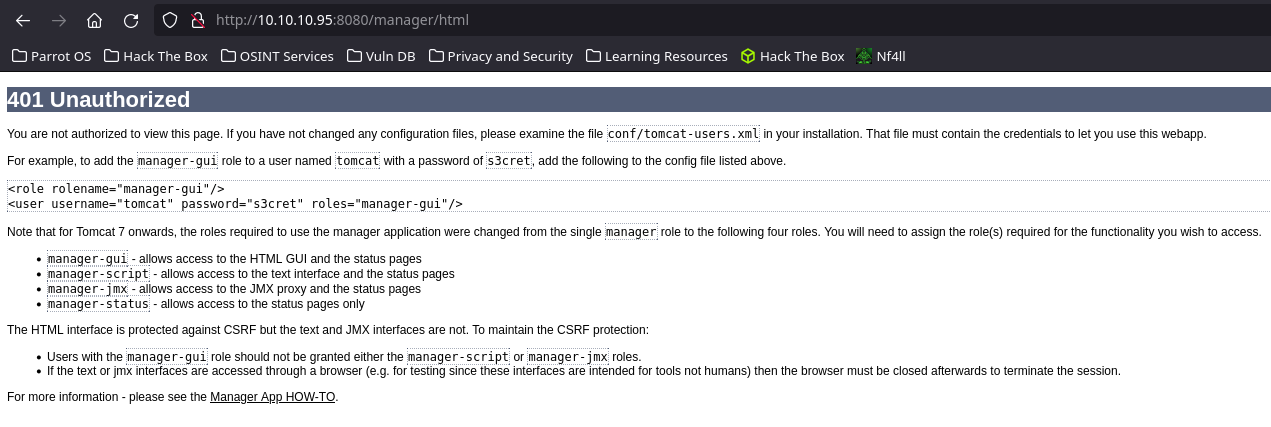 http://10.10.10.95:8080/manager/html
Parrot OS Hack The Box OSINT Services Vuln DB Privacy and Security Learning Resources Hack The Box Nf4ll
401 Unauthorized
You are not authorized to view this page. If you have not changed any configuration files, please examine the file conf/tomcat-users.xml in your installation. That file must contain the credentials to let you use this webapp.
For example, to add the manager-gui role to a user named tomcat with a password of s3cret, add the following to the config file listed above.
<role rolename="manager-gui"/>
<user username="tomcat" password="s3cret" roles="manager-gui"/>
Note that for Tomcat 7 onwards, the roles required to use the manager application were changed from the single manager role to the following four roles. You will need to assign the role(s) required for the functionality you wish to access.
• manager-gui - allows access to the HTML GUI and the status pages
• manager-script - allows access to the text interface and the status pages
• manager-jmx - allows access to the JMX proxy and the status pages
• manager-status - allows access to the status pages only
The HTML interface is protected against CSRF but the text and JMX interfaces are not. To maintain the CSRF protection:
• Users with the manager-gui role should not be granted either the manager-script or manager-jmx roles.
• If the text or jmx interfaces are accessed through a browser (e.g. for testing since these interfaces are intended for tools not humans) then the browser must be closed afterwards to terminate the session.
For more information - please see the Manager App HOW-TO.